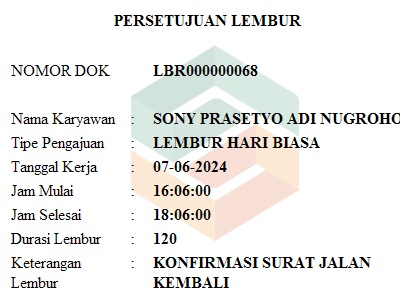 PERSETUJUAN LEMBUR
NOMOR DOK LBR000000068
Nama Karyawan : SONY PRASETYO ADI NUGROHO
Tipe Pengajuan : LEMBUR HARI BIASA
Tanggal Kerja : 07-06-2024
Jam Mulai : 16:06:00
Jam Selesai : 18:06:00
Durasi Lembur : 120
Keterangan : KONFIRMASI SURAT JALAN
Lembur KEMBALI